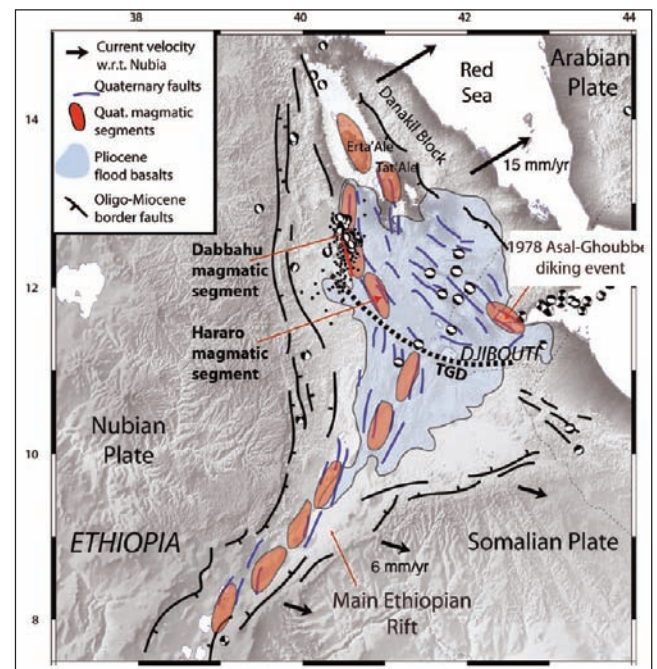 38
40
42
44
Current velocity
w.r.t. Nubia
Quaternary faults
Quat. magmatic
segments
Pliocene
flood basalts
Oligo-Miocene
border faults
14
12
10
8
Red
Sea
Arabian
Plate
Danakil Block
Erta'Ale
Tat'Ale
15 mm/yr
Dabbahu
magmatic
segment
1978 Asal-Ghoubbe
diking event
Hararo
magmatic
segment
DJIBOUTI
TGD
Nubian
Plate
ETHIOPIA
Somalian Plate
6 mm/yr
Main Ethiopian
Rift